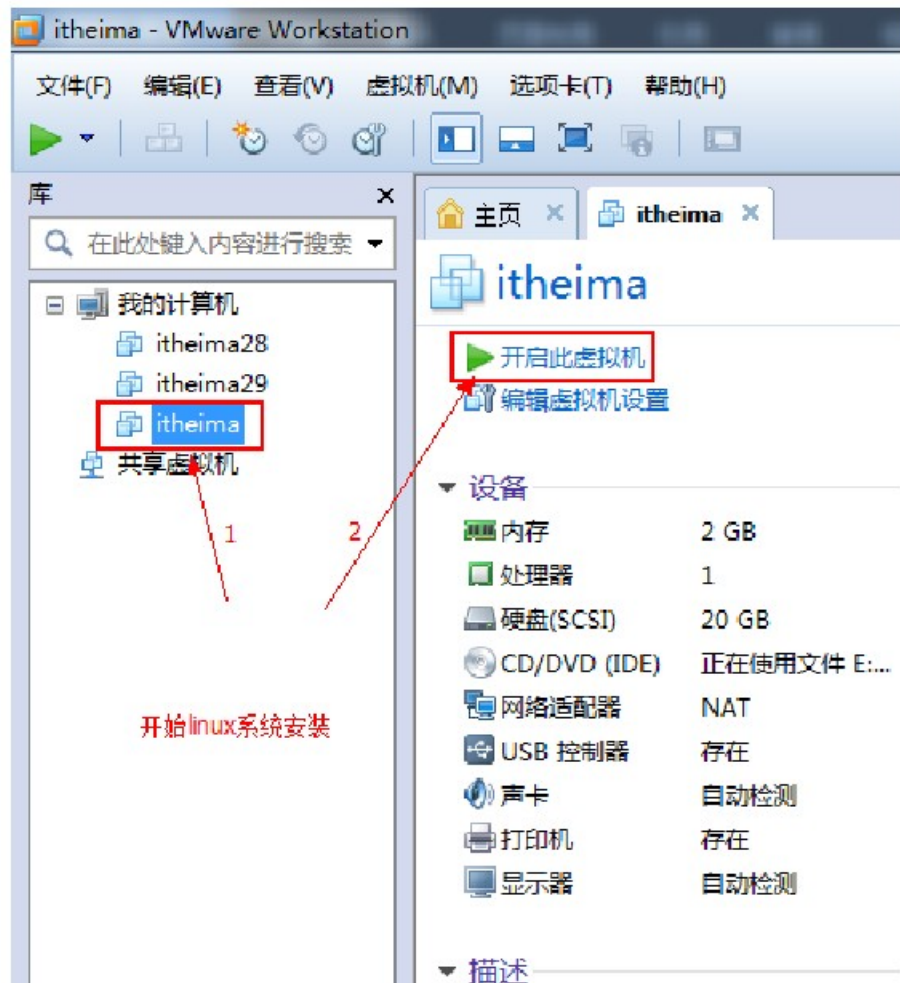 itheima - VMware Workstation
文件(F) 编辑(E) 查看(V) 虚拟机(M) 选项卡(T) 帮助(H)
库
在此处键入内容进行搜索
我的计算机
itheima28
itheima29
itheima
共享虚拟机
1
2
开始linux系统安装
主页 itheima
itheima
开启此虚拟机
编辑虚拟机设置
设备
内存 2 GB
处理器 1
硬盘(SCSI) 20 GB
CD/DVD (IDE) 正在使用文件 E:...
网络适配器 NAT
USB 控制器 存在
声卡 自动检测
打印机 存在
显示器 自动检测
描述